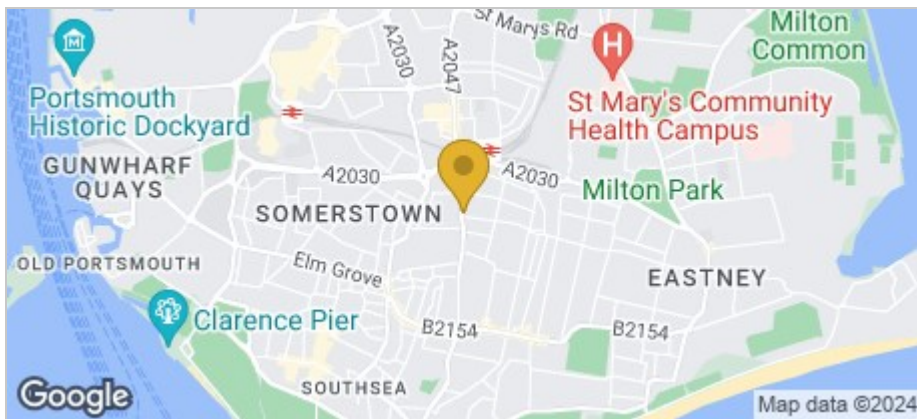 St Marys Rd
Milton
Common
A2030
A2047
H
St Mary's Community
Health Campus
Portsmouth
Historic Dockyard
GUNWHARF
QUAYS
A2030
A2030
Milton Park
SOMERSTOWN
OLD PORTSMOUTH
Elm Grove
EASTNEY
Clarence Pier
B2154
B2154
SOUTHSEA
Google
Map data ©2024